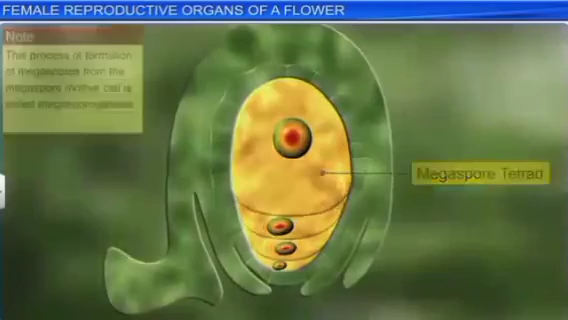 FEMALE REPRODUCTIVE ORGANS OF A FLOWER
Note
This process of formation
of megaspores from the
megaspore mother cell is
called megasporogenesis
Megaspore Tetrad